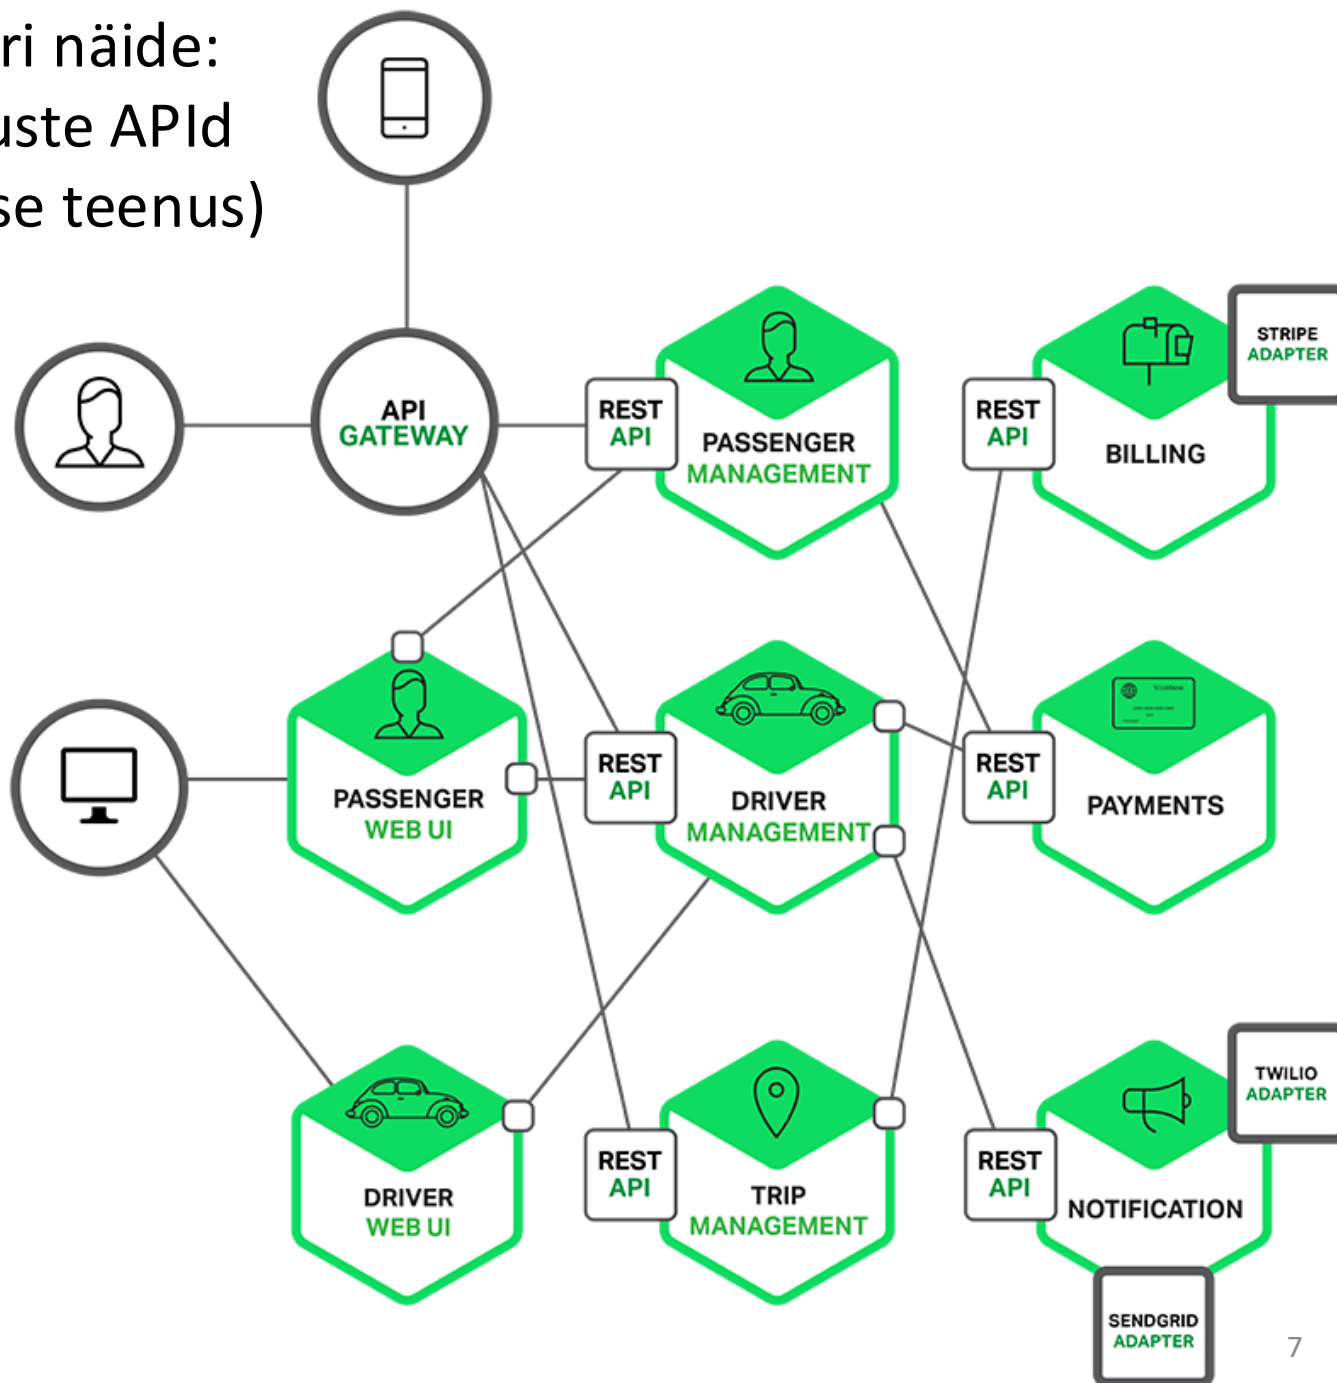 ri näide:
uste APId
se teenus)
API
GATEWAY
REST
API
PASSENGER
MANAGEMENT
REST
API
BILLING
STRIPE
ADAPTER
PASSENGER
WEB UI
REST
API
DRIVER
MANAGEMENT
REST
API
PAYMENTS
DRIVER
WEB UI
REST
API
TRIP
MANAGEMENT
REST
API
NOTIFICATION
TWILIO
ADAPTER
SENDGRID
ADAPTER
7